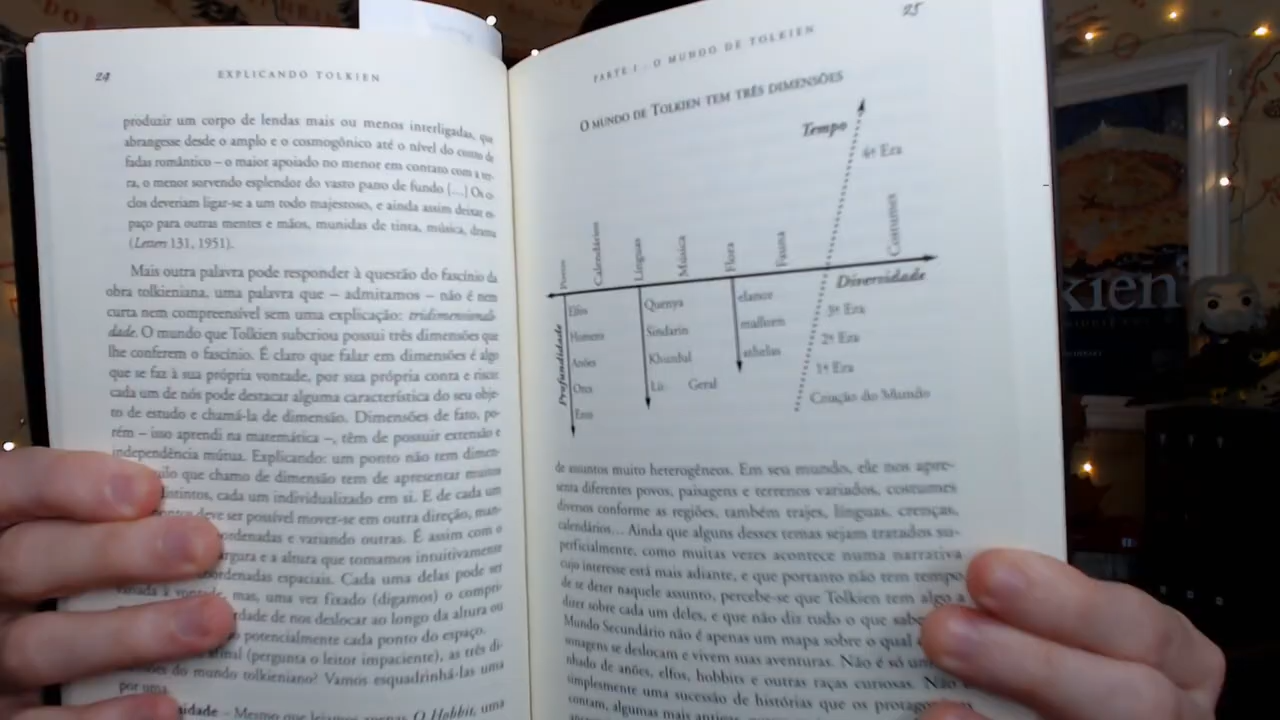 24
EXPLICANDO TOLKIEN
produzir um corpo de lendas mais ou menos interligadas, que
abrangesse desde o amplo e o cosmogônico até o nível do conto de
fadas romântico – o maior apoiado no menor em contato com a ter-
ra, o menor sorvendo esplendor do vasto pano de fundo [...] Os ci-
clos deveriam ligar-se a um todo majestoso, e ainda assim deixar es-
paço para outras mentes e mãos, munidas de tinta, música, drama
(Letters 131, 1951).
Mais outra palavra pode responder à questão do fascínio da
obra tolkieniana, uma palavra que – admitamos – não é nem
curta nem compreensível sem uma explicação: tridimensionali-
dade. O mundo que Tolkien subcriou possui três dimensões que
lhe conferem o fascínio. É claro que falar em dimensões é algo
que se faz à sua própria vontade, por sua própria conta e risco:
cada um de nós pode destacar alguma característica do seu obje-
to de estudo e chamá-la de dimensão. Dimensões de fato, po-
rém – isso aprendi na matemática –, têm de possuir extensão e
independência mútua. Explicando: um ponto não tem dimen-
que chamo de dimensão tem de apresentar muitos
distintos, cada um individualizado em si. E de cada um
deve ser possível mover-se em outra direção, man-
ordenadas e variando outras. É assim com o
argura e a altura que tomamos intuitivamente
ordenadas espaciais. Cada uma delas pode ser
variada à vontade, mas, uma vez fixado (digamos) o compri-
rdade de nos deslocar ao longo da altura ou
potencialmente cada ponto do espaço.
(pergunta o leitor impaciente), as três di-
do mundo tolkieniano? Vamos esquadrinhá-las uma
por uma.
idade – Mesmo que leiamos apenas O Hobbit, uma
25
PARTE I - O MUNDO DE TOLKIEN
O MUNDO DE TOLKIEN TEM TRÊS DIMENSÕES
Tempo
4ª Era
Povos
Calendários
Línguas
Música
Flora
Fauna
Costumes
Diversidade
Profundidade
Elfos
Homens
Anões
Orcs
Ents
Quenya
Sindarin
Khuzdul
Geral
elanor
mallorn
athelas
3ª Era
2ª Era
1ª Era
Criação do Mundo
de assuntos muito heterogêneos. Em seu mundo, ele nos apre-
senta diferentes povos, paisagens e terrenos variados, costumes
diversos conforme as regiões, também trajes, línguas, crenças,
calendários... Ainda que alguns desses temas sejam tratados su-
perficialmente, como muitas vezes acontece numa narrativa
cujo interesse está mais adiante, e que portanto não tem tempo
de se deter naquele assunto, percebe-se que Tolkien tem algo a
dizer sobre cada um deles, e que não diz tudo o que sabe
Mundo Secundário não é apenas um mapa sobre o qual
sonagens se deslocam e vivem suas aventuras. Não é só um
nhado de anões, elfos, hobbits e outras raças curiosas. Não
simplesmente uma sucessão de histórias que os protagon
contam, algumas mais antigas,
kien